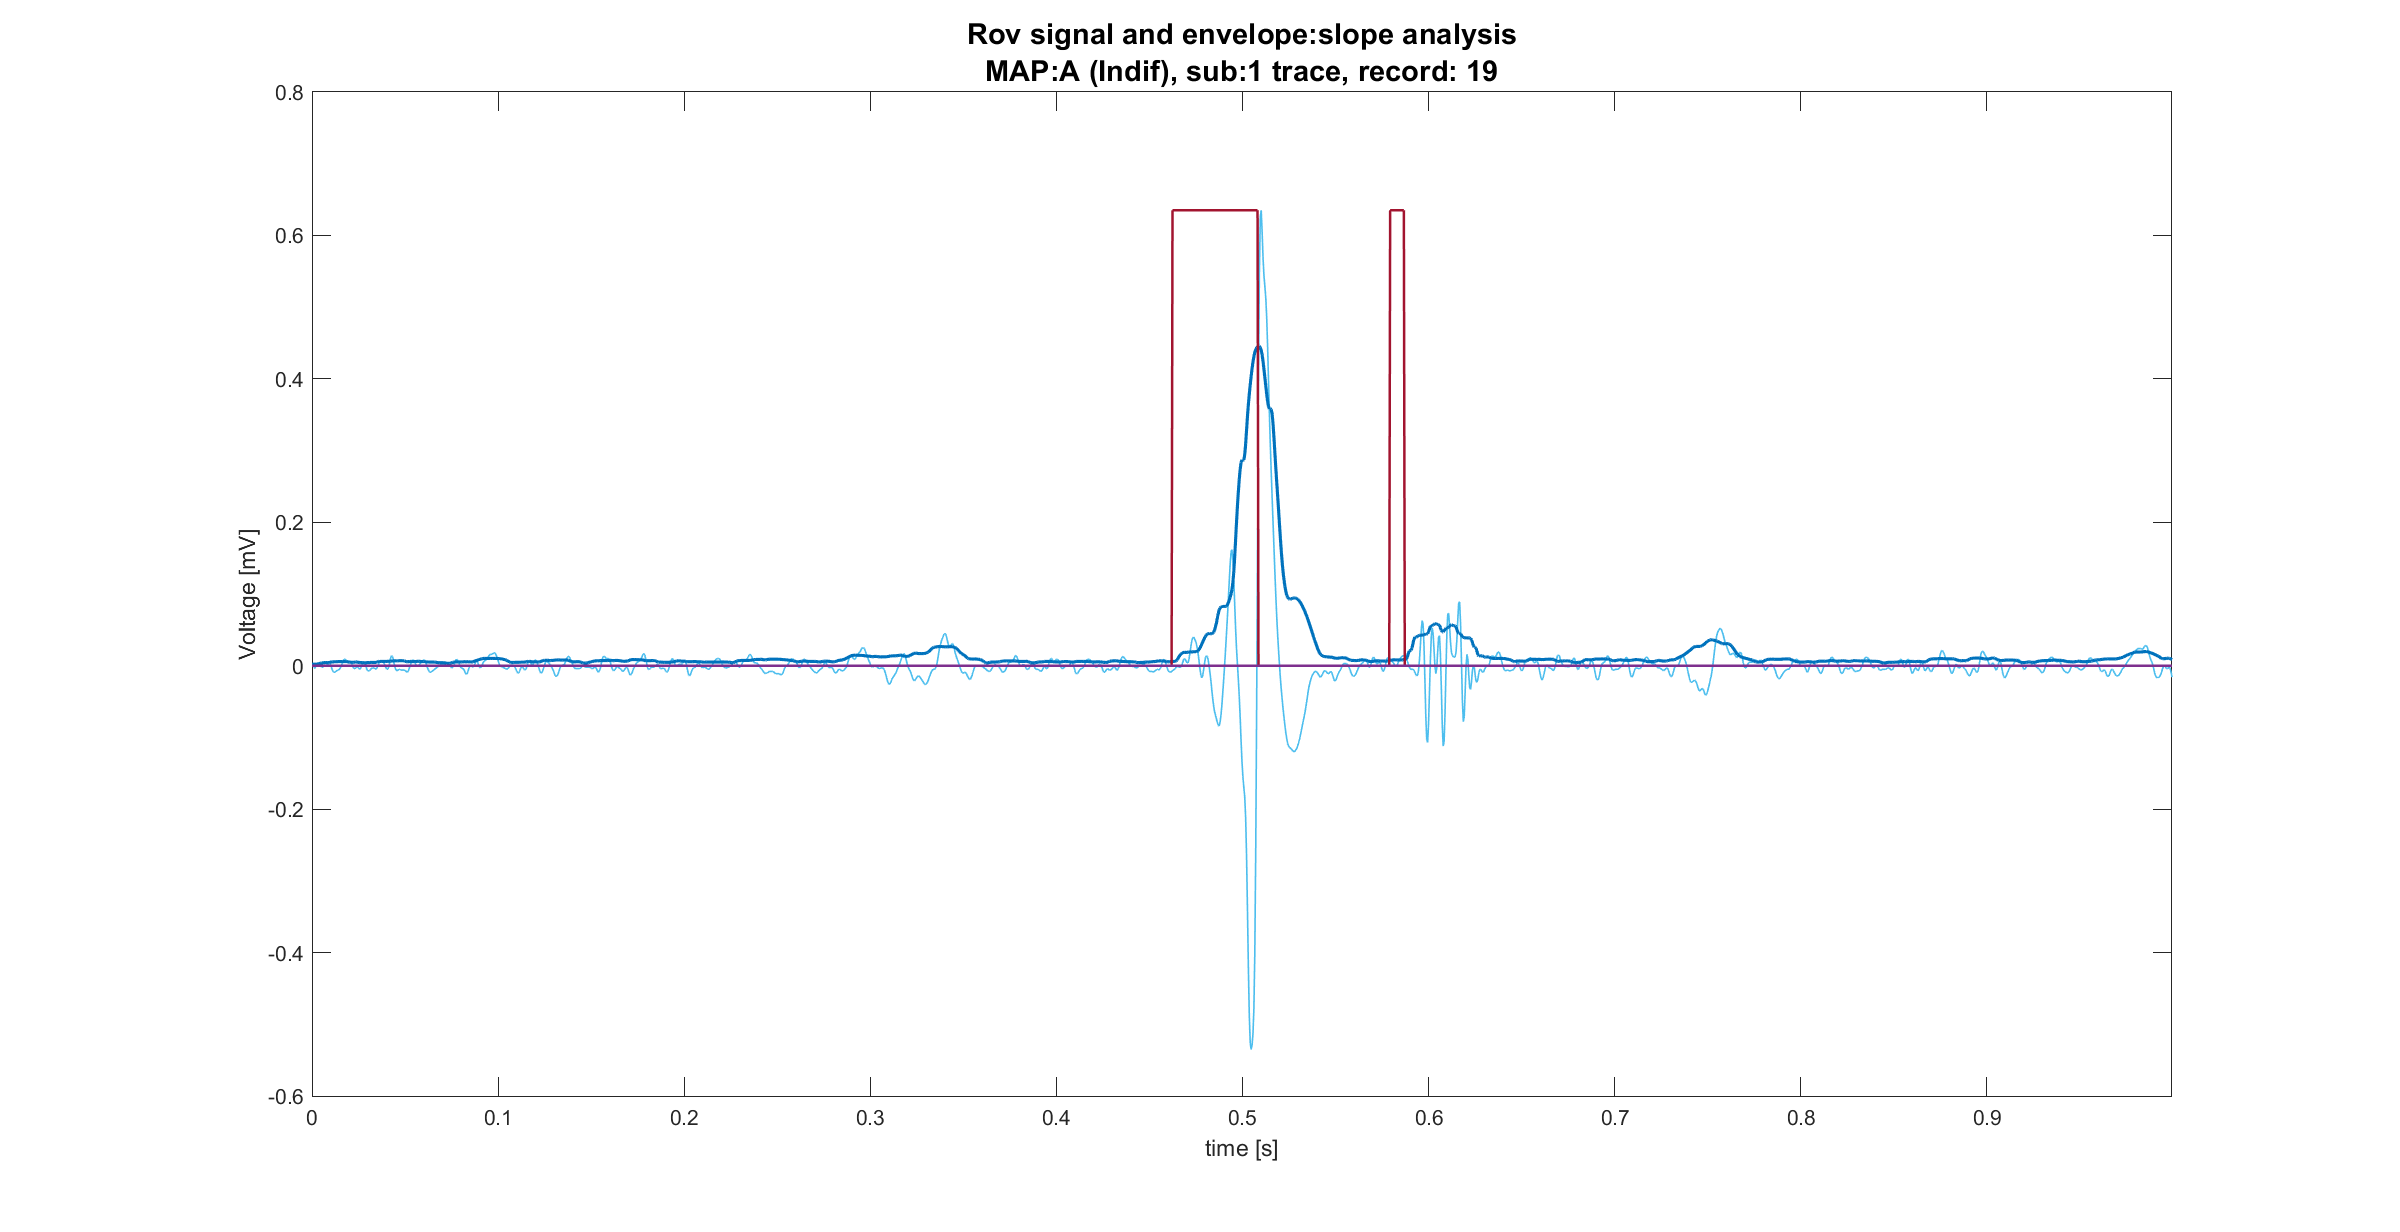 Rov signal and envelope:slope analysis
MAP:A (Indif), sub:1 trace, record: 19
0.8
0.6
0.4
0.2
0
-0.2
-0.4
-0.6
Voltage [mV]
0 0.1 0.2 0.3 0.4 0.5 0.6 0.7 0.8 0.9
time [s]